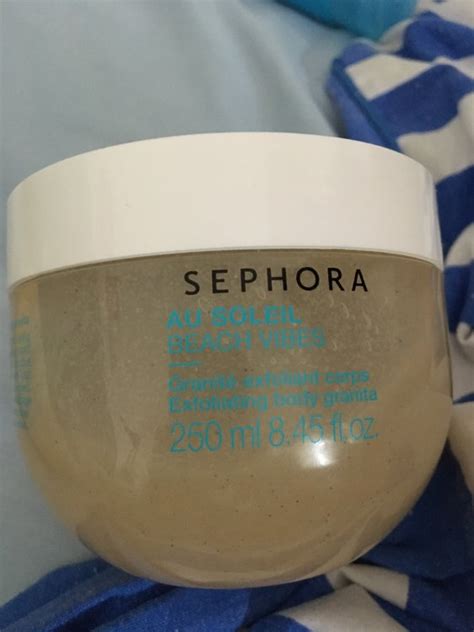 SEPHORA
AU SOLEIL
BEACH VIBES
Granité exfoliant corps
Exfoliating body granita
250 ml 8.45 fl.oz.